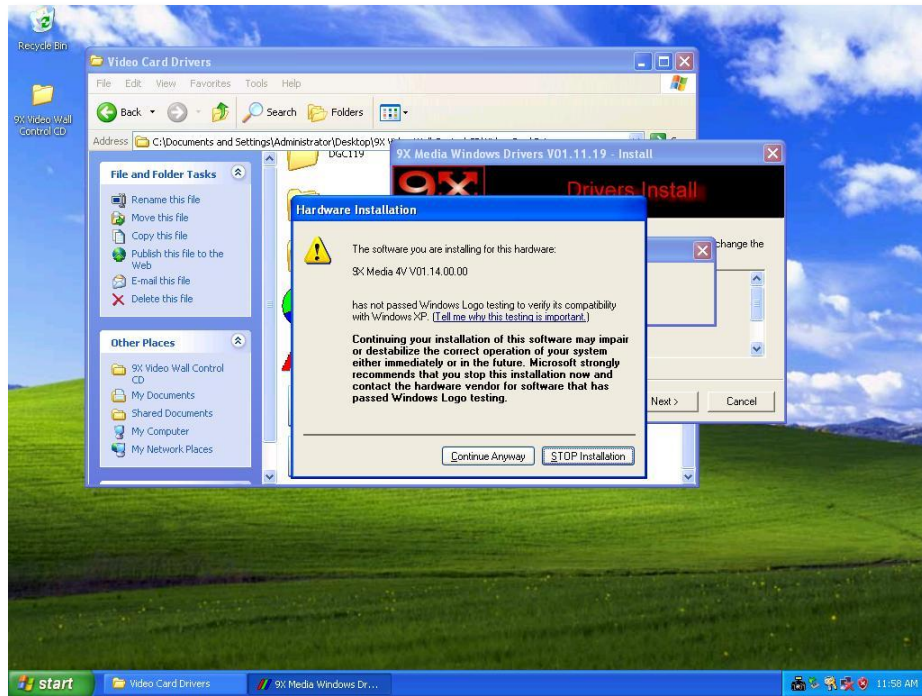 Recycle Bin
9X Video Wall
Control CD
Video Card Drivers
File Edit View Favorites Tools Help
Back Search Folders
Address C:\Documents and Settings\Administrator\Desktop\9X
File and Folder Tasks
Rename this file
Move this file
Copy this file
Publish this file to the
Web
E-mail this file
Delete this file
Other Places
9X Video Wall Control
CD
My Documents
Shared Documents
My Computer
My Network Places
DGC119
9X Media Windows Drivers V01.11.19 - Install
9X
Drivers Install
change the
Next >
Cancel
Hardware Installation
The software you are installing for this hardware:
9X Media 4V V01.14.00.00
has not passed Windows Logo testing to verify its compatibility
with Windows XP. (Tell me why this testing is important.)
Continuing your installation of this software may impair
or destabilize the correct operation of your system
either immediately or in the future. Microsoft strongly
recommends that you stop this installation now and
contact the hardware vendor for software that has
passed Windows Logo testing.
Continue Anyway
STOP Installation
start
Video Card Drivers
9X Media Windows Dr...
11:58 AM